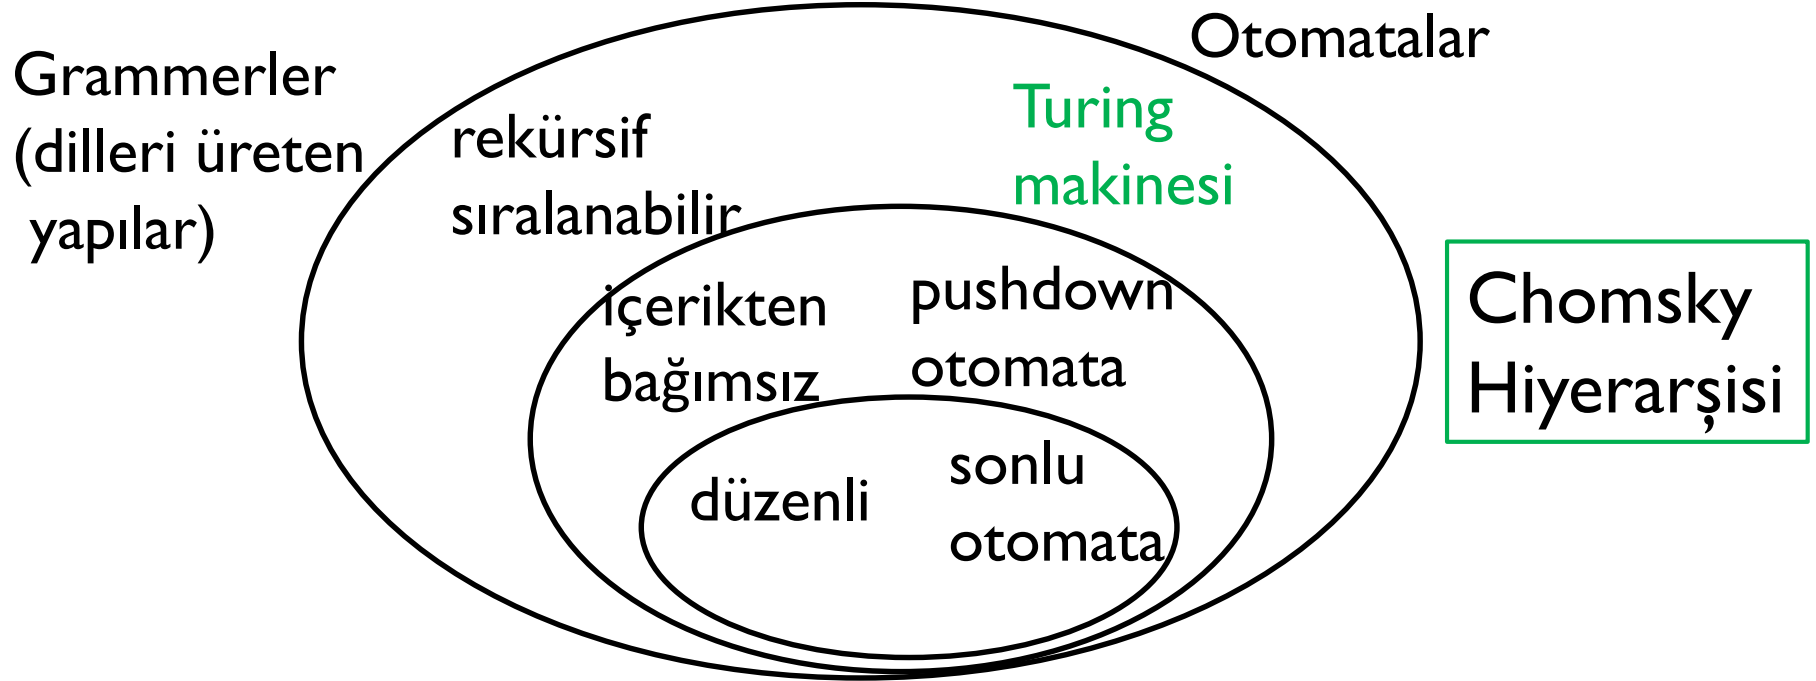 Grammerler
(dilleri üreten
yapılar)
Otomatalar
rekürsif
sıralanabilir
Turing
makinesi
içerikten
bağımsız
pushdown
otomata
düzenli
sonlu
otomata
Chomsky
Hiyerarşisi